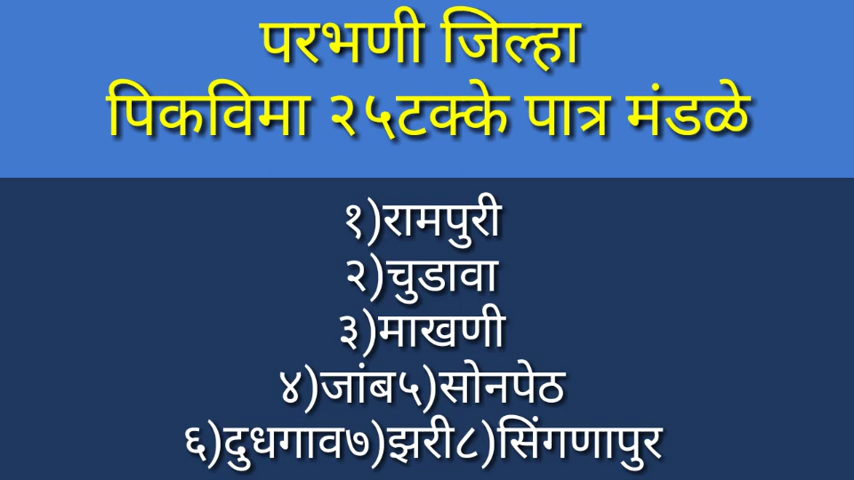 परभणी जिल्हा
पिकविमा २५टक्के पात्र मंडळे
१)रामपुरी
२)चुडावा
३)माखणी
४)जांब५)सोनपेठ
६)दुधगाव७)झरी८)सिंगणापुर